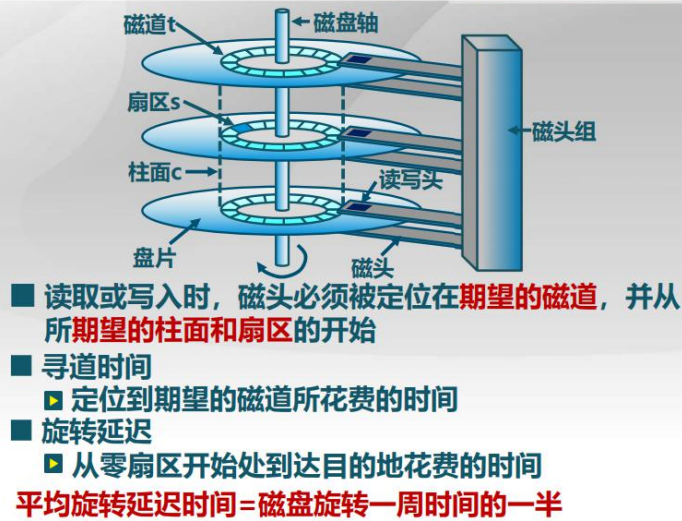 磁道t
磁盘轴
扇区s
磁头组
柱面c
读写头
盘片
磁头
读取或写入时，磁头必须被定位在期望的磁道，并从
所期望的柱面和扇区的开始
寻道时间
定位到期望的磁道所花费的时间
旋转延迟
从零扇区开始处到达目的地花费的时间
平均旋转延迟时间=磁盘旋转一周时间的一半